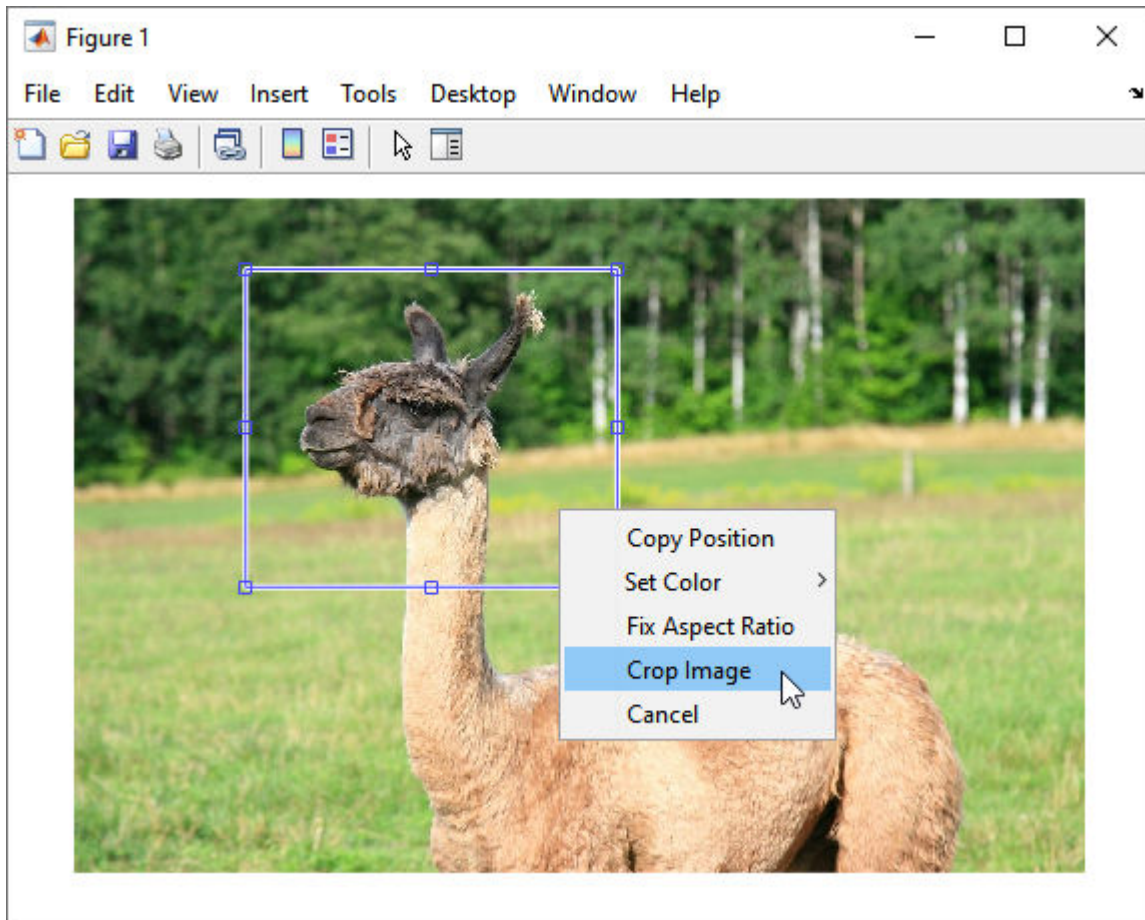 Figure 1
File Edit View Insert Tools Desktop Window Help
Copy Position
Set Color
Fix Aspect Ratio
Crop Image
Cancel